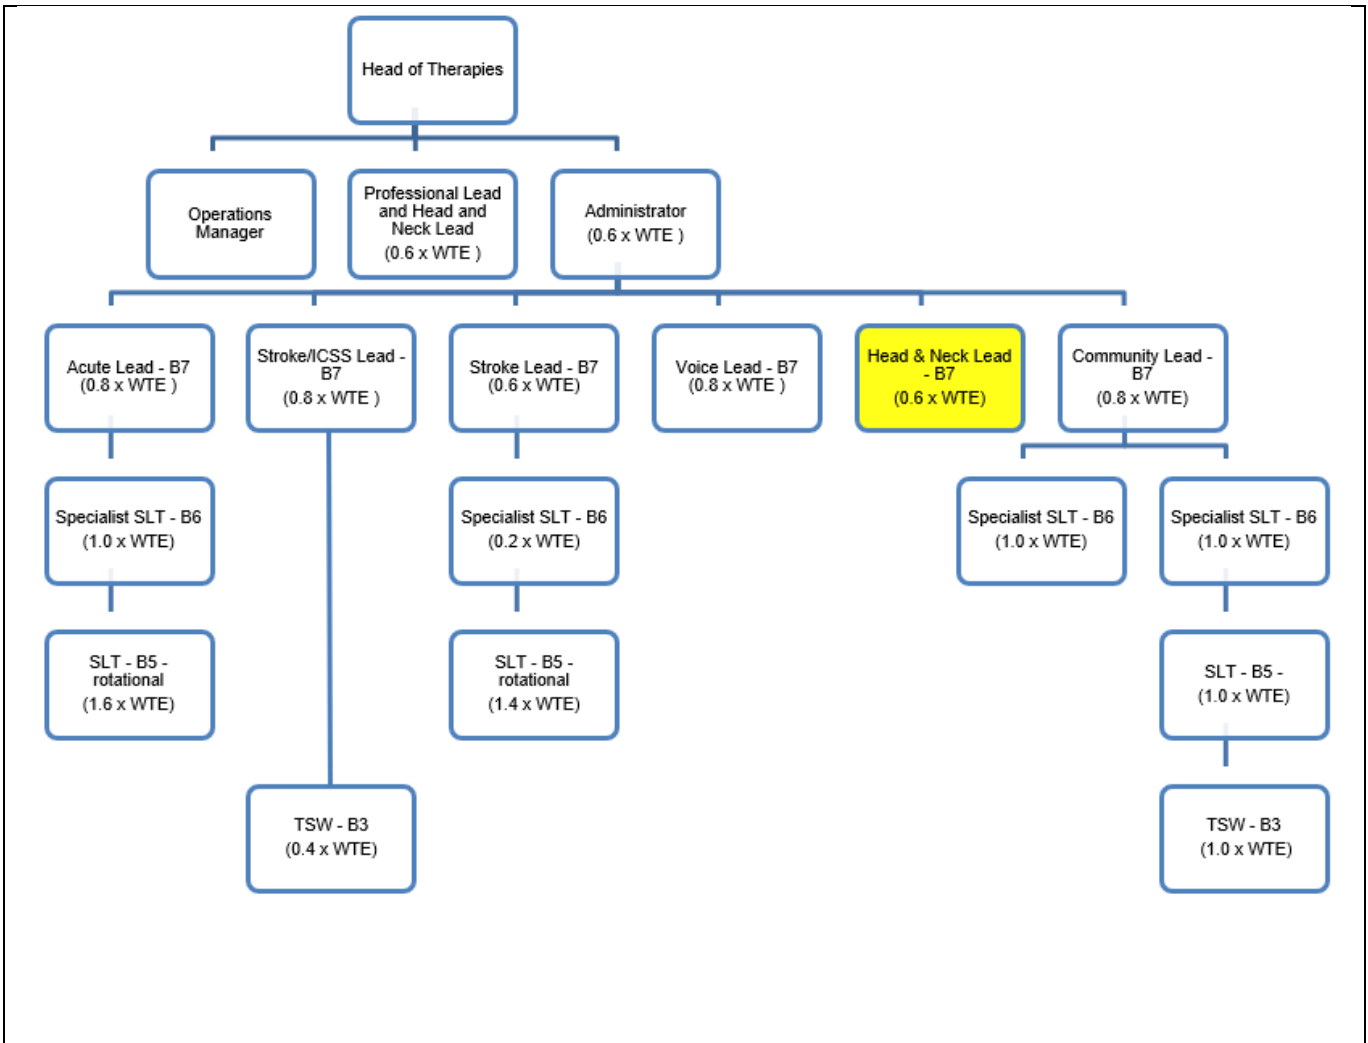 Head of Therapies
Operations
Manager
Professional Lead
and Head and
Neck Lead
(0.6 x WTE )
Administrator
(0.6 x WTE )
Acute Lead - B7
(0.8 x WTE )
Stroke/ICSS Lead -
B7
(0.8 x WTE )
Stroke Lead - B7
(0.6 x WTE)
Voice Lead - B7
(0.8 x WTE )
Head & Neck Lead
- B7
(0.6 x WTE)
Community Lead -
B7
(0.8 x WTE)
Specialist SLT - B6
(1.0 x WTE)
Specialist SLT - B6
(0.2 x WTE)
Specialist SLT - B6
(1.0 x WTE)
Specialist SLT - B6
(1.0 x WTE)
SLT - B5 -
rotational
(1.6 x WTE)
SLT - B5 -
rotational
(1.4 x WTE)
SLT - B5 -
(1.0 x WTE)
TSW - B3
(0.4 x WTE)
TSW - B3
(1.0 x WTE)